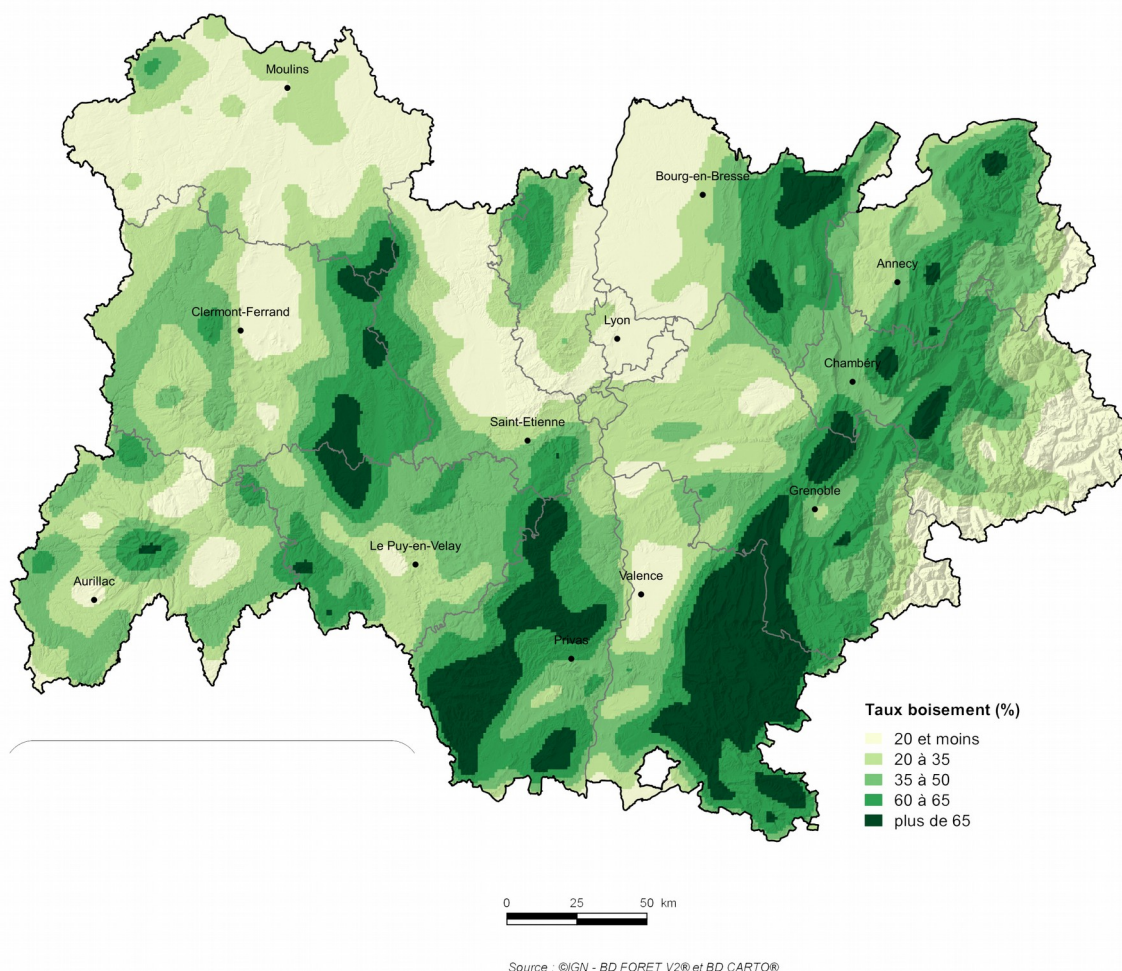 Moulins
Bourg-en-Bresse
Annecy
Clermont-Ferrand
Lyon
Chambéry
Saint-Etienne
Grenoble
Le Puy-en-Velay
Valence
Aurillac
Privas
Taux boisement (%)
20 et moins
20 à 35
35 à 50
60 à 65
plus de 65
0 25 50 km
Source : ©IGN - BD FORET V2® et BD CARTO®